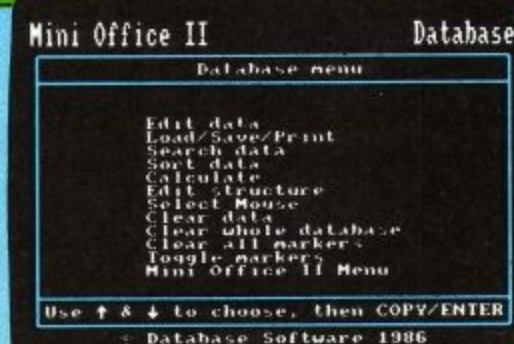 Mini Office II Database
Database menu
Edit data
Load/Save/Print
Search data
Sort data
Calculate
Edit structure
Select Mouse
Clear data
Clear whole database
Clear all markers
Toggle markers
Mini Office II Menu
Use ↑ & ↓ to choose, then COPY/ENTER
© Database Software 1986